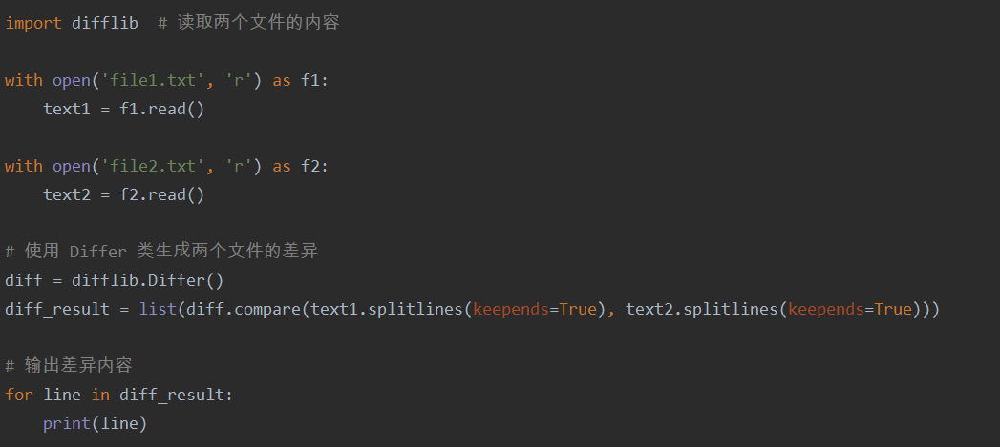 import difflib  # 读取两个文件的内容
with open('file1.txt', 'r') as f1:
    text1 = f1.read()
with open('file2.txt', 'r') as f2:
    text2 = f2.read()
# 使用 Differ 类生成两个文件的差异
diff = difflib.Differ()
diff_result = list(diff.compare(text1.splitlines(keepends=True), text2.splitlines(keepends=True)))
# 输出差异内容
for line in diff_result:
    print(line)